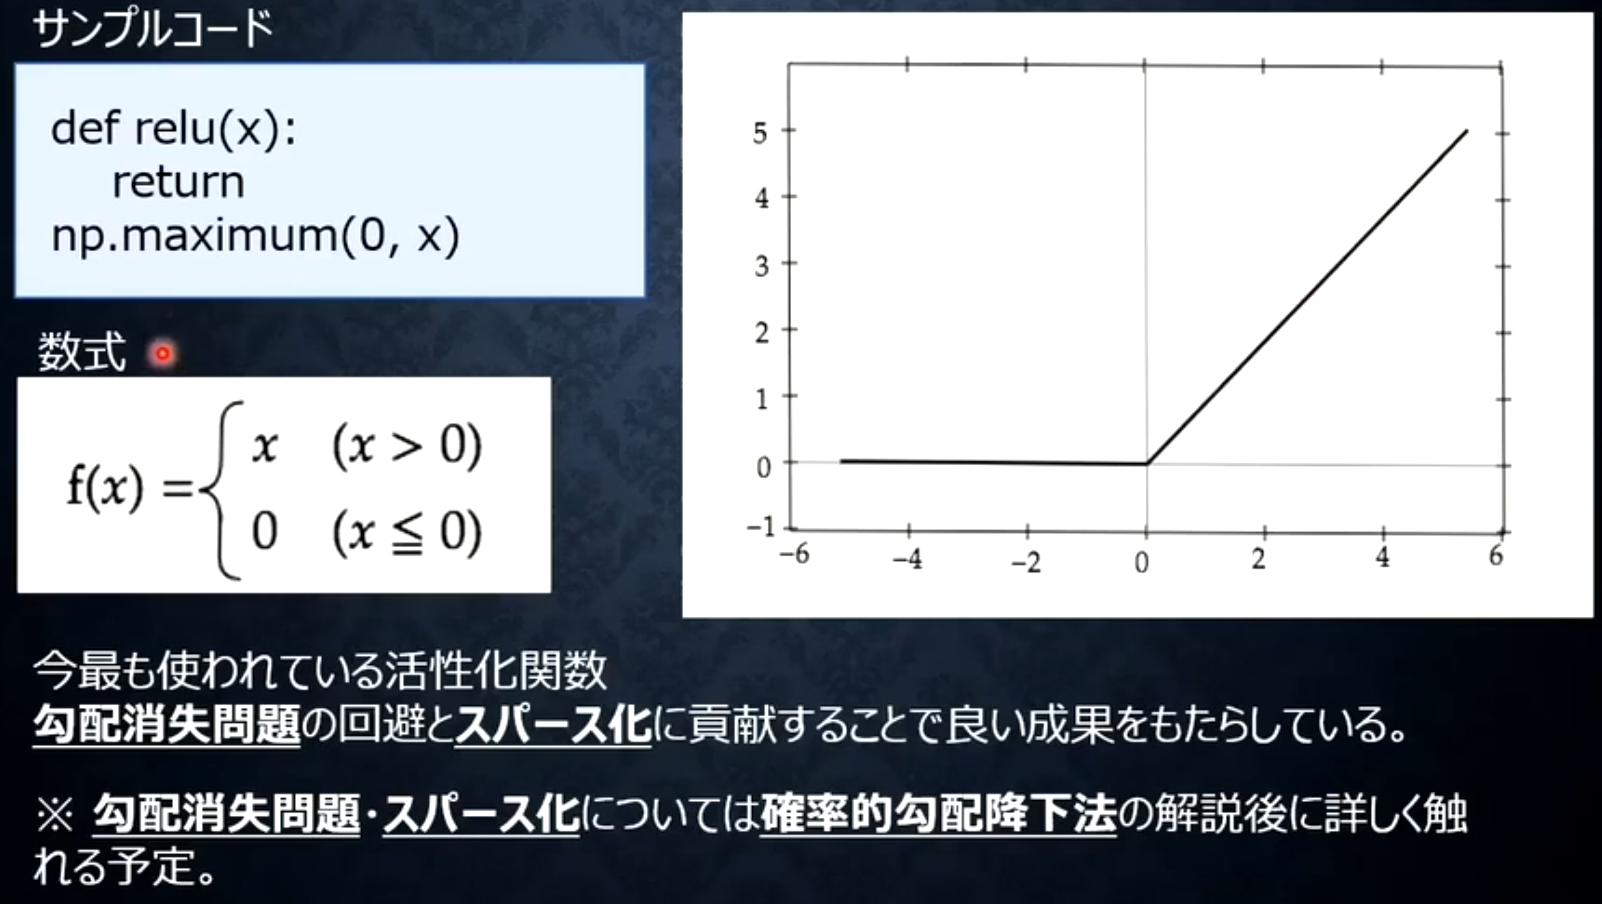 サンプルコード
def relu(x):
return
np.maximum(0, x)
数式
f(x) = { x (x > 0)
0 (x ≦ 0)
5
4
3
2
1
0
−1
−6 −4 −2 0 2 4 6
今最も使われている活性化関数
勾配消失問題の回避とスパース化に貢献することで良い成果をもたらしている。
※ 勾配消失問題・スパース化については確率的勾配降下法の解説後に詳しく触
れる予定。